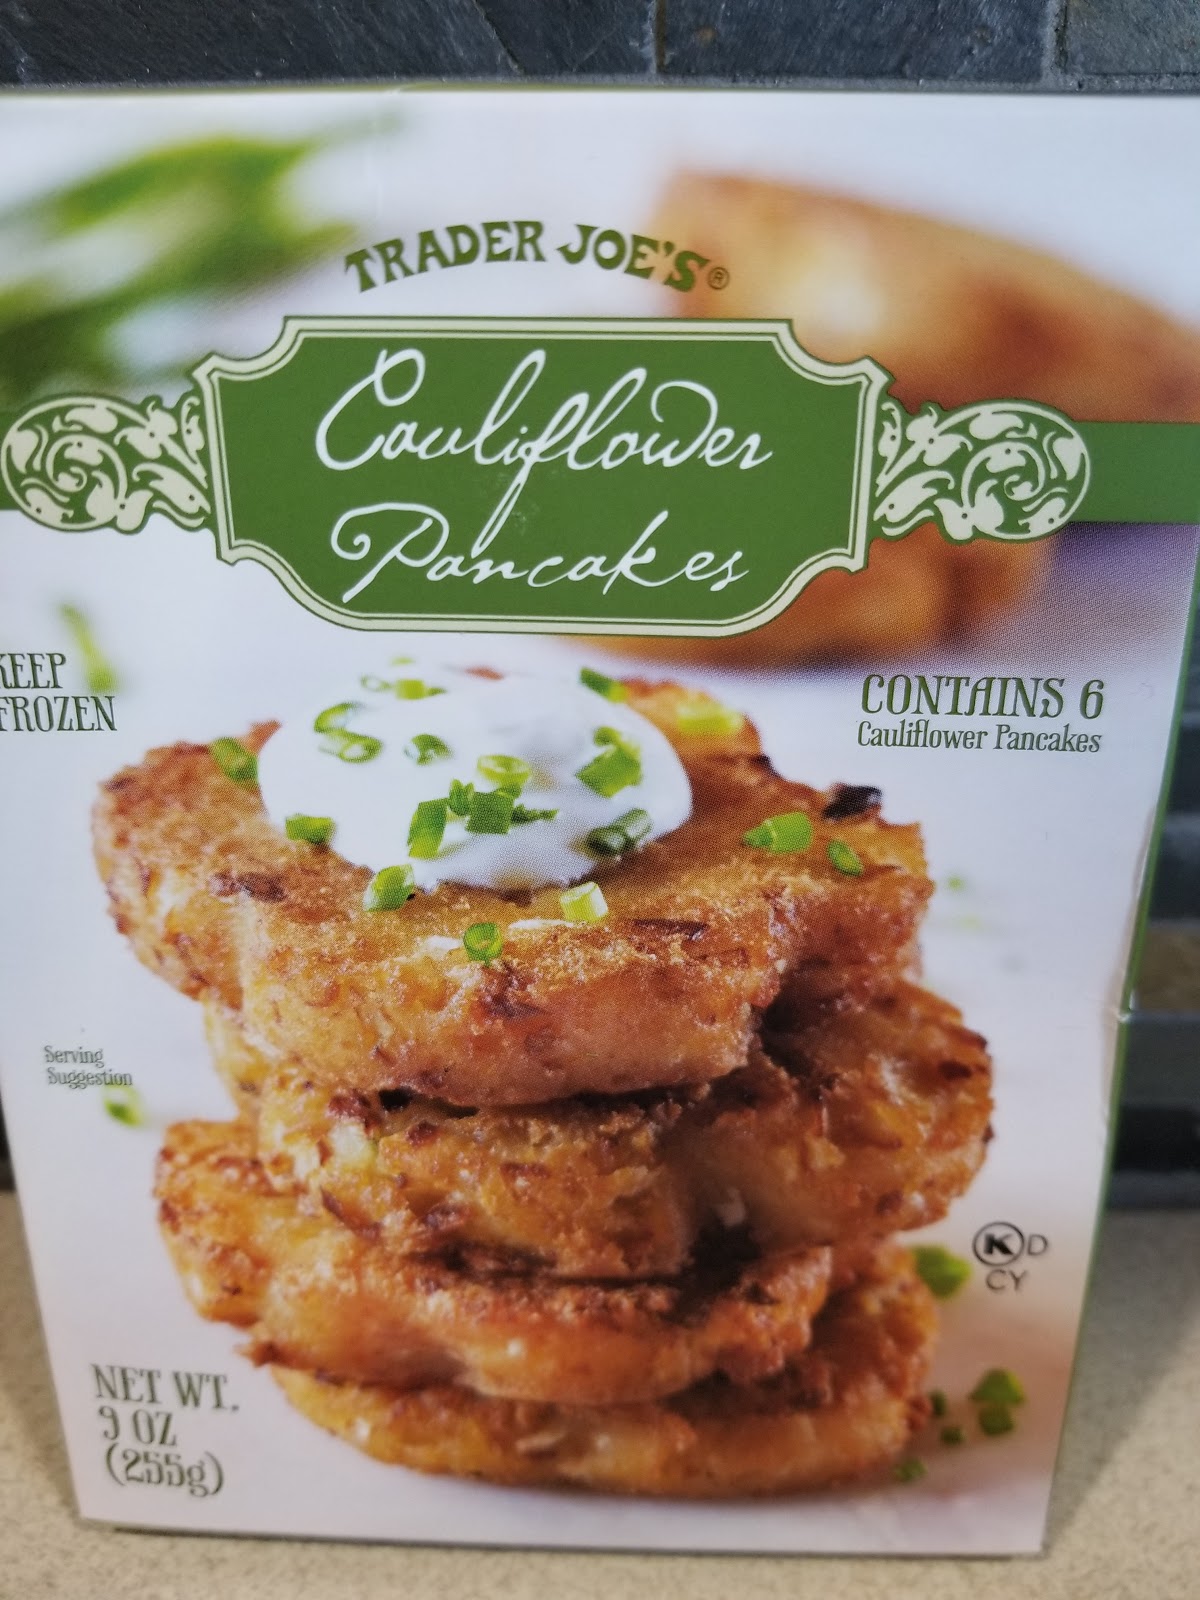 TRADER JOE'S®
Cauliflower
Pancakes
KEEP
FROZEN
CONTAINS 6
Cauliflower Pancakes
Serving
Suggestion
K D
CY
NET WT.
9 OZ
(255g)